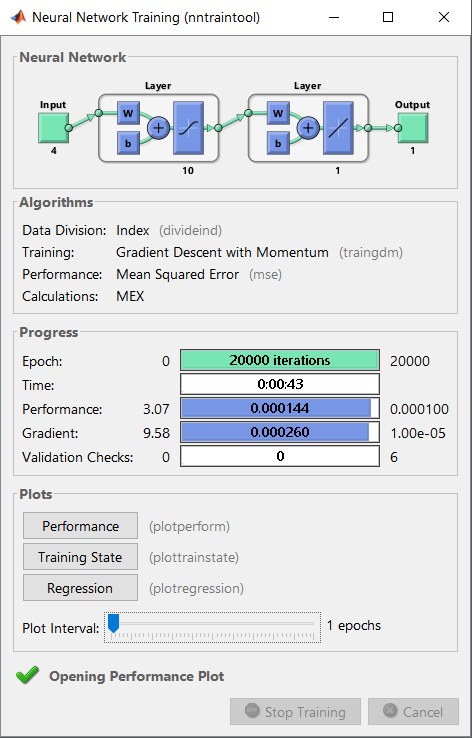 Neural Network Training (nntraintool)
Neural Network
Layer Layer
Input Output
W W
+ +
b b
4 10 1 1
Algorithms
Data Division: Index (divideind)
Training: Gradient Descent with Momentum (traingdm)
Performance: Mean Squared Error (mse)
Calculations: MEX
Progress
Epoch: 0 20000 iterations 20000
Time: 0:00:43
Performance: 3.07 0.000144 0.000100
Gradient: 9.58 0.000260 1.00e-05
Validation Checks: 0 0 6
Plots
Performance (plotperform)
Training State (plottrainstate)
Regression (plotregression)
Plot Interval: 1 epochs
Opening Performance Plot
Stop Training Cancel